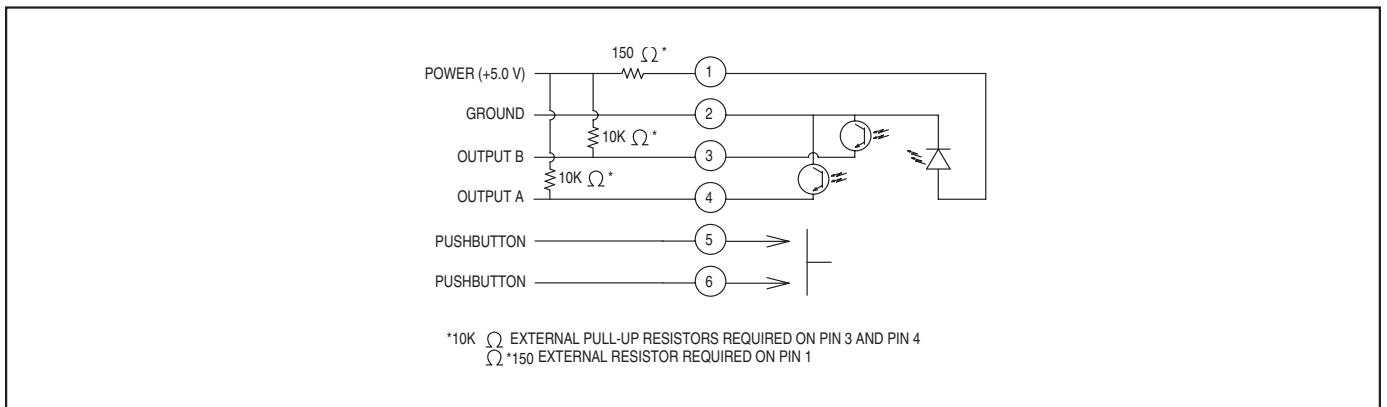 150 Ω *
POWER (+5.0 V)
1
GROUND
2
10K Ω *
OUTPUT B
3
10K Ω *
OUTPUT A
4
PUSHBUTTON
5
PUSHBUTTON
6
*10K Ω EXTERNAL PULL-UP RESISTORS REQUIRED ON PIN 3 AND PIN 4
Ω *150 EXTERNAL RESISTOR REQUIRED ON PIN 1